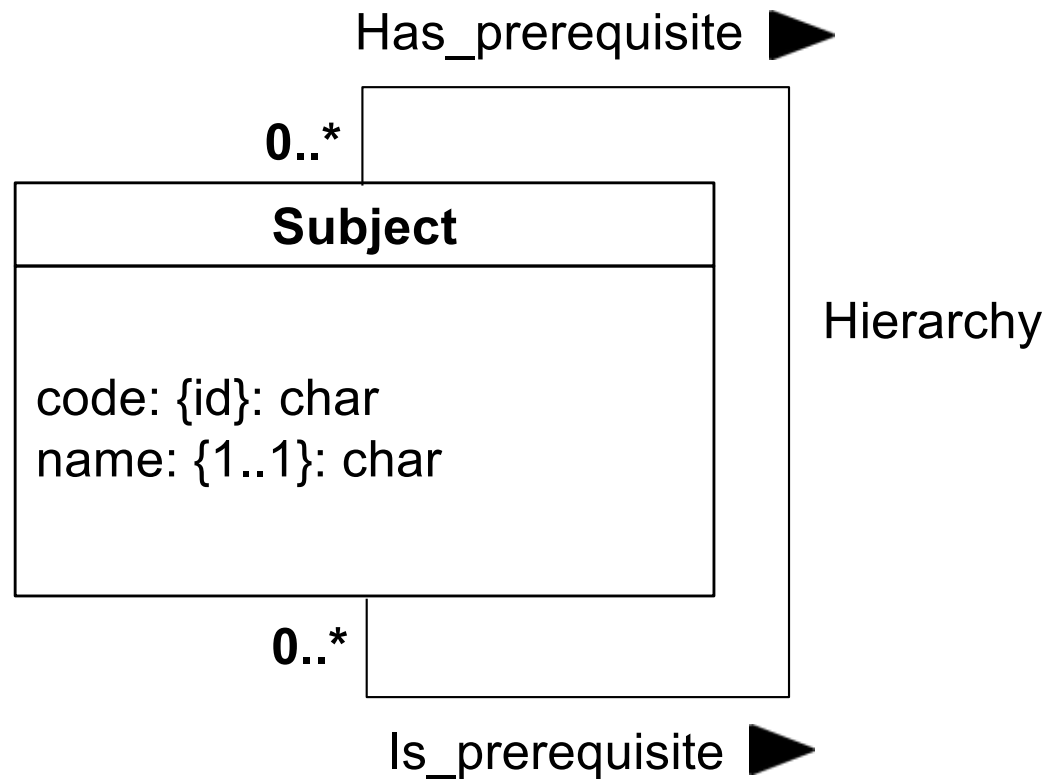 Has_prerequisite
0..*
Subject
Hierarchy
code: {id}: char
name: {1..1}: char
0..*
Is_prerequisite